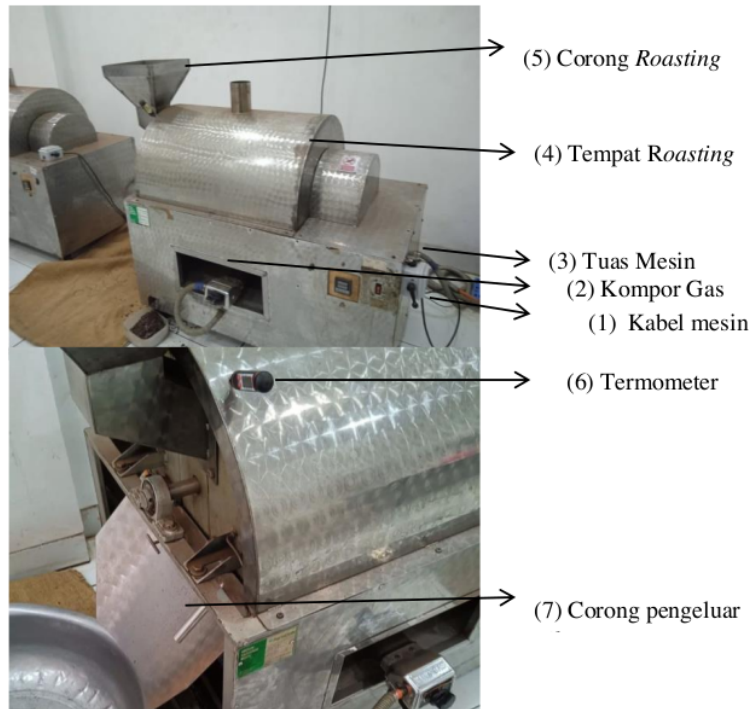 (5) Corong Roasting
(4) Tempat Roasting
(3) Tuas Mesin
(2) Kompor Gas
(1) Kabel mesin
(6) Termometer
(7) Corong pengeluar